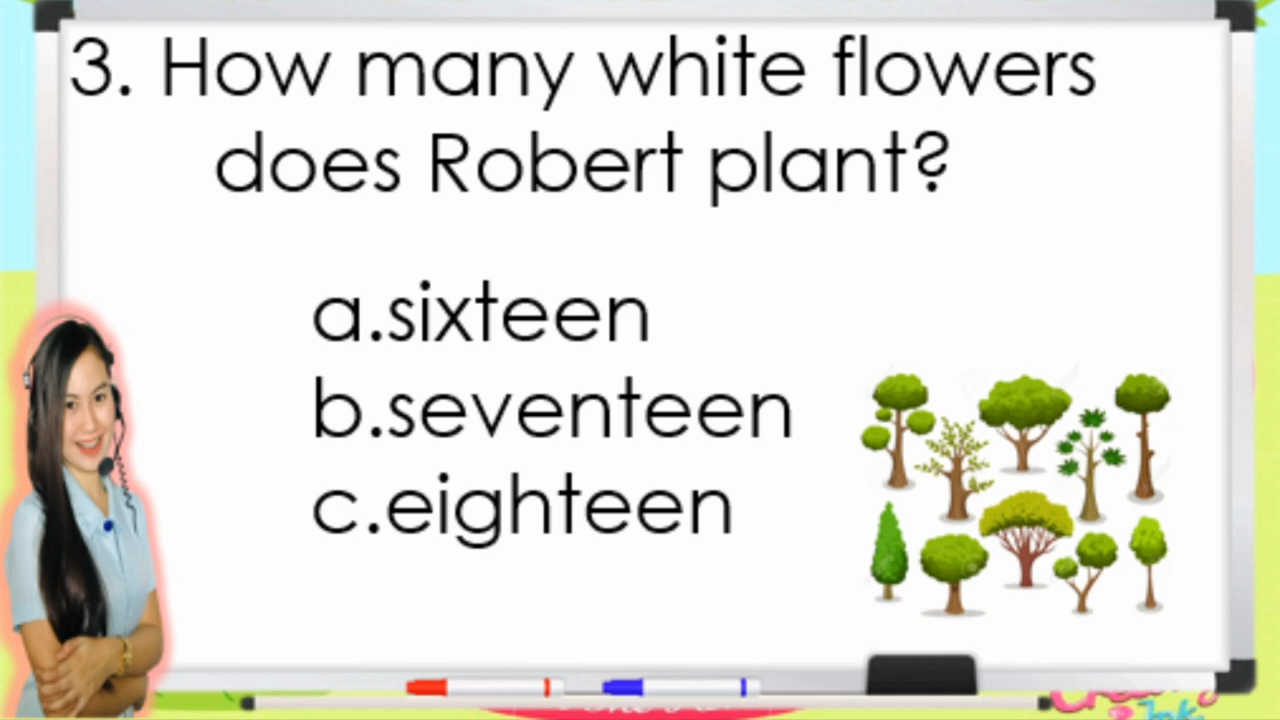 3. How many white flowers
does Robert plant?
a.sixteen
b.seventeen
c.eighteen